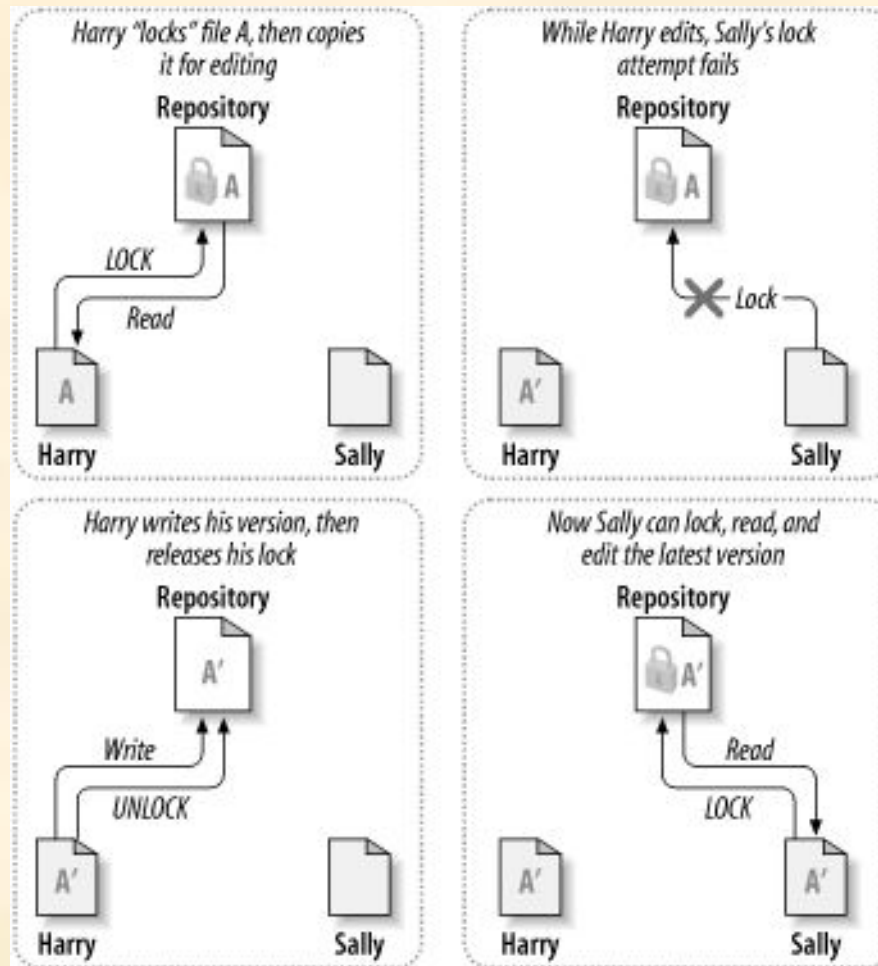 Harry "locks" file A, then copies
it for editing
Repository
A
LOCK
Read
A
Harry
Sally
While Harry edits, Sally's lock
attempt fails
Repository
A
Lock
A'
Harry
Sally
Harry writes his version, then
releases his lock
Repository
A'
Write
UNLOCK
A'
Harry
Sally
Now Sally can lock, read, and
edit the latest version
Repository
A'
Read
LOCK
A'
A'
Harry
Sally